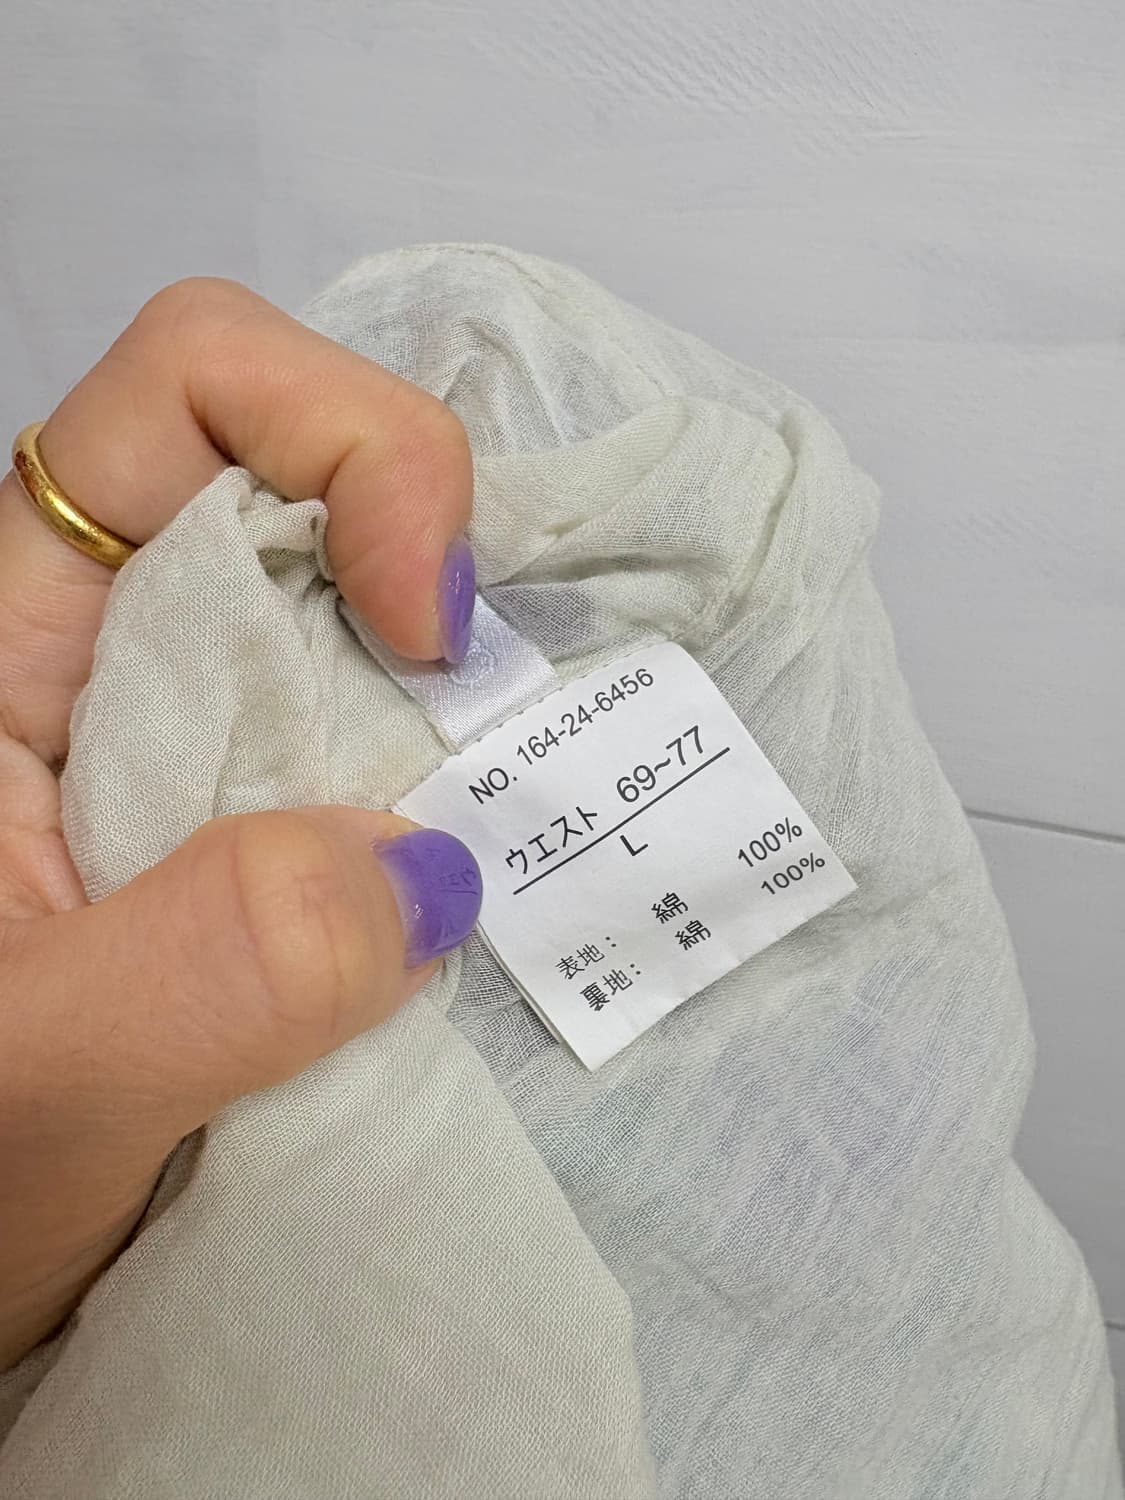 NO. 164-24-6456
ウエスト 69~77
L
表地： 綿 100%
裏地： 綿 100%